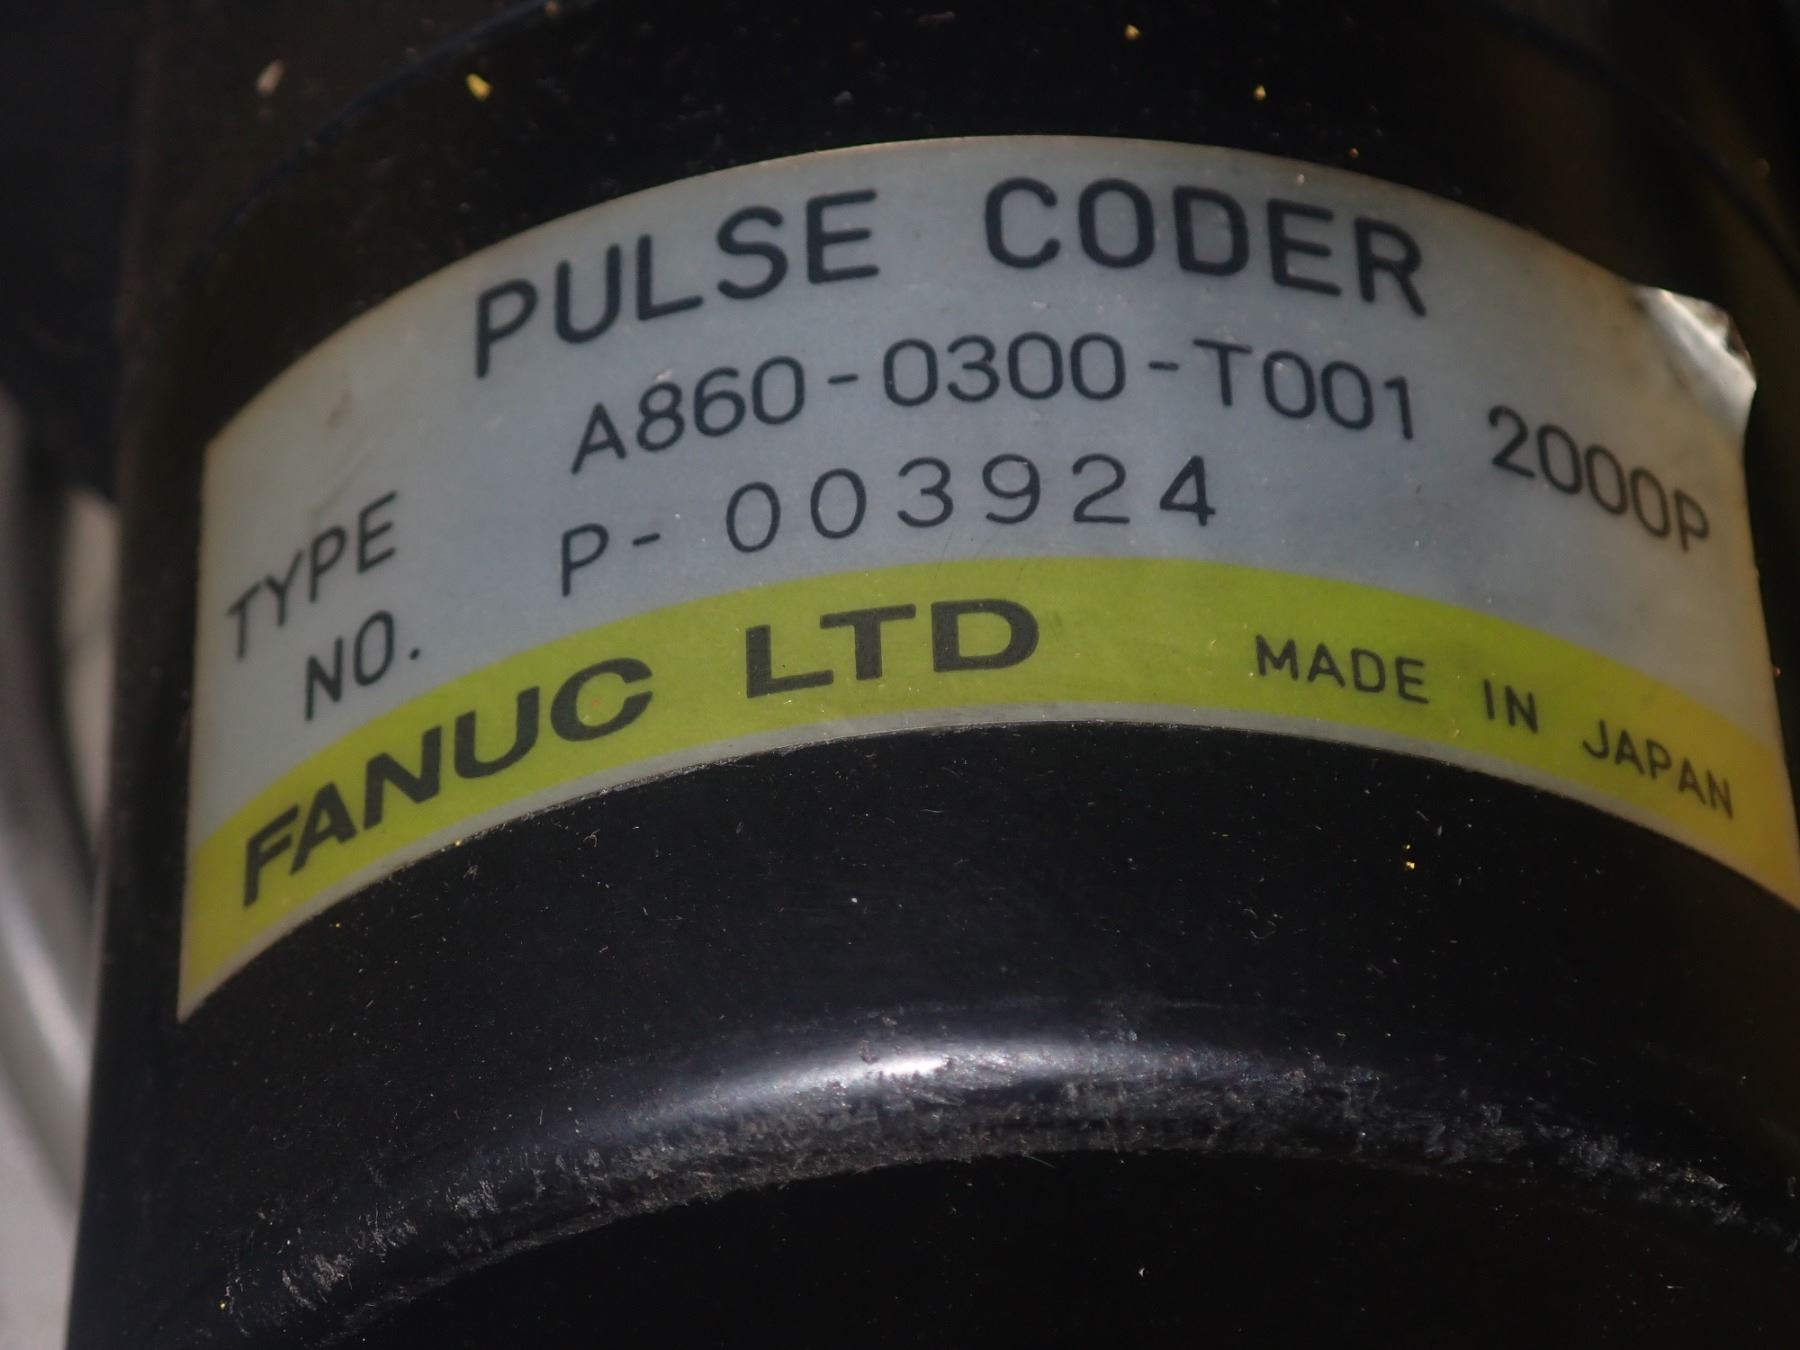 PULSE CODER
TYPE A860-0300-T001 2000P
NO. P-003924
FANUC LTD MADE IN JAPAN